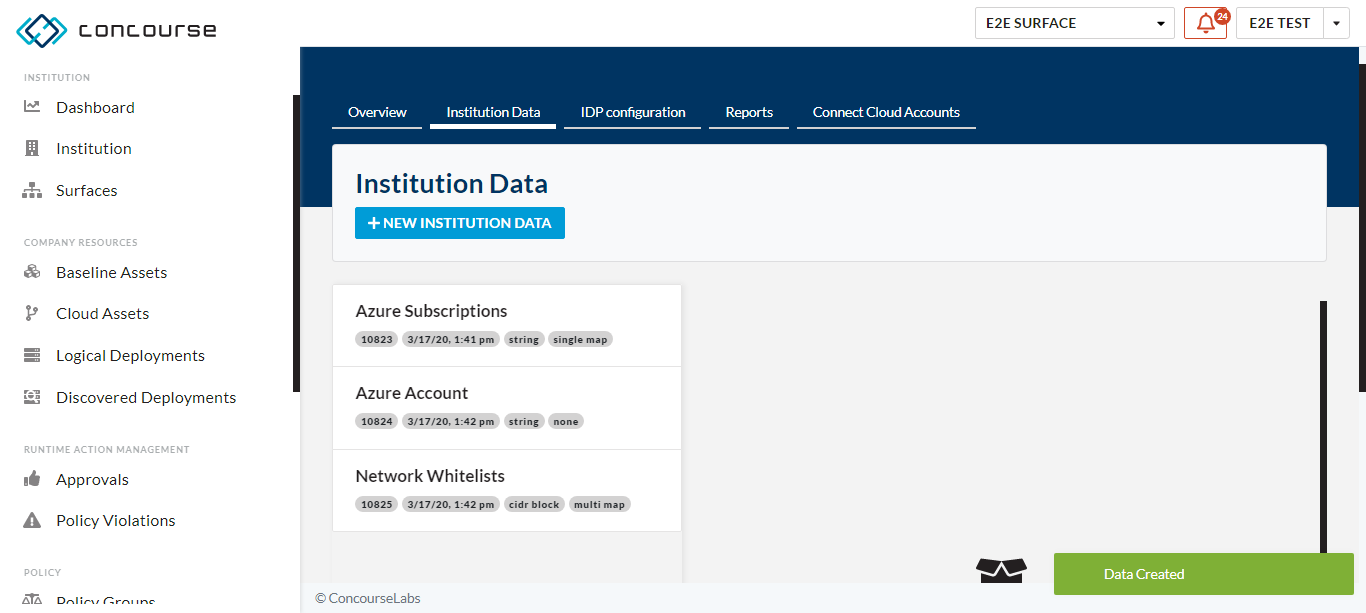 concourse
E2E SURFACE
24
E2E TEST
INSTITUTION
Dashboard
Institution
Surfaces
COMPANY RESOURCES
Baseline Assets
Cloud Assets
Logical Deployments
Discovered Deployments
RUNTIME ACTION MANAGEMENT
Approvals
Policy Violations
POLICY
Policy Groups
Overview Institution Data IDP configuration Reports Connect Cloud Accounts
Institution Data
+ NEW INSTITUTION DATA
Azure Subscriptions
10823 3/17/20, 1:41 pm string single map
Azure Account
10824 3/17/20, 1:42 pm string none
Network Whitelists
10825 3/17/20, 1:42 pm cidr block multi map
Data Created
© ConcourseLabs